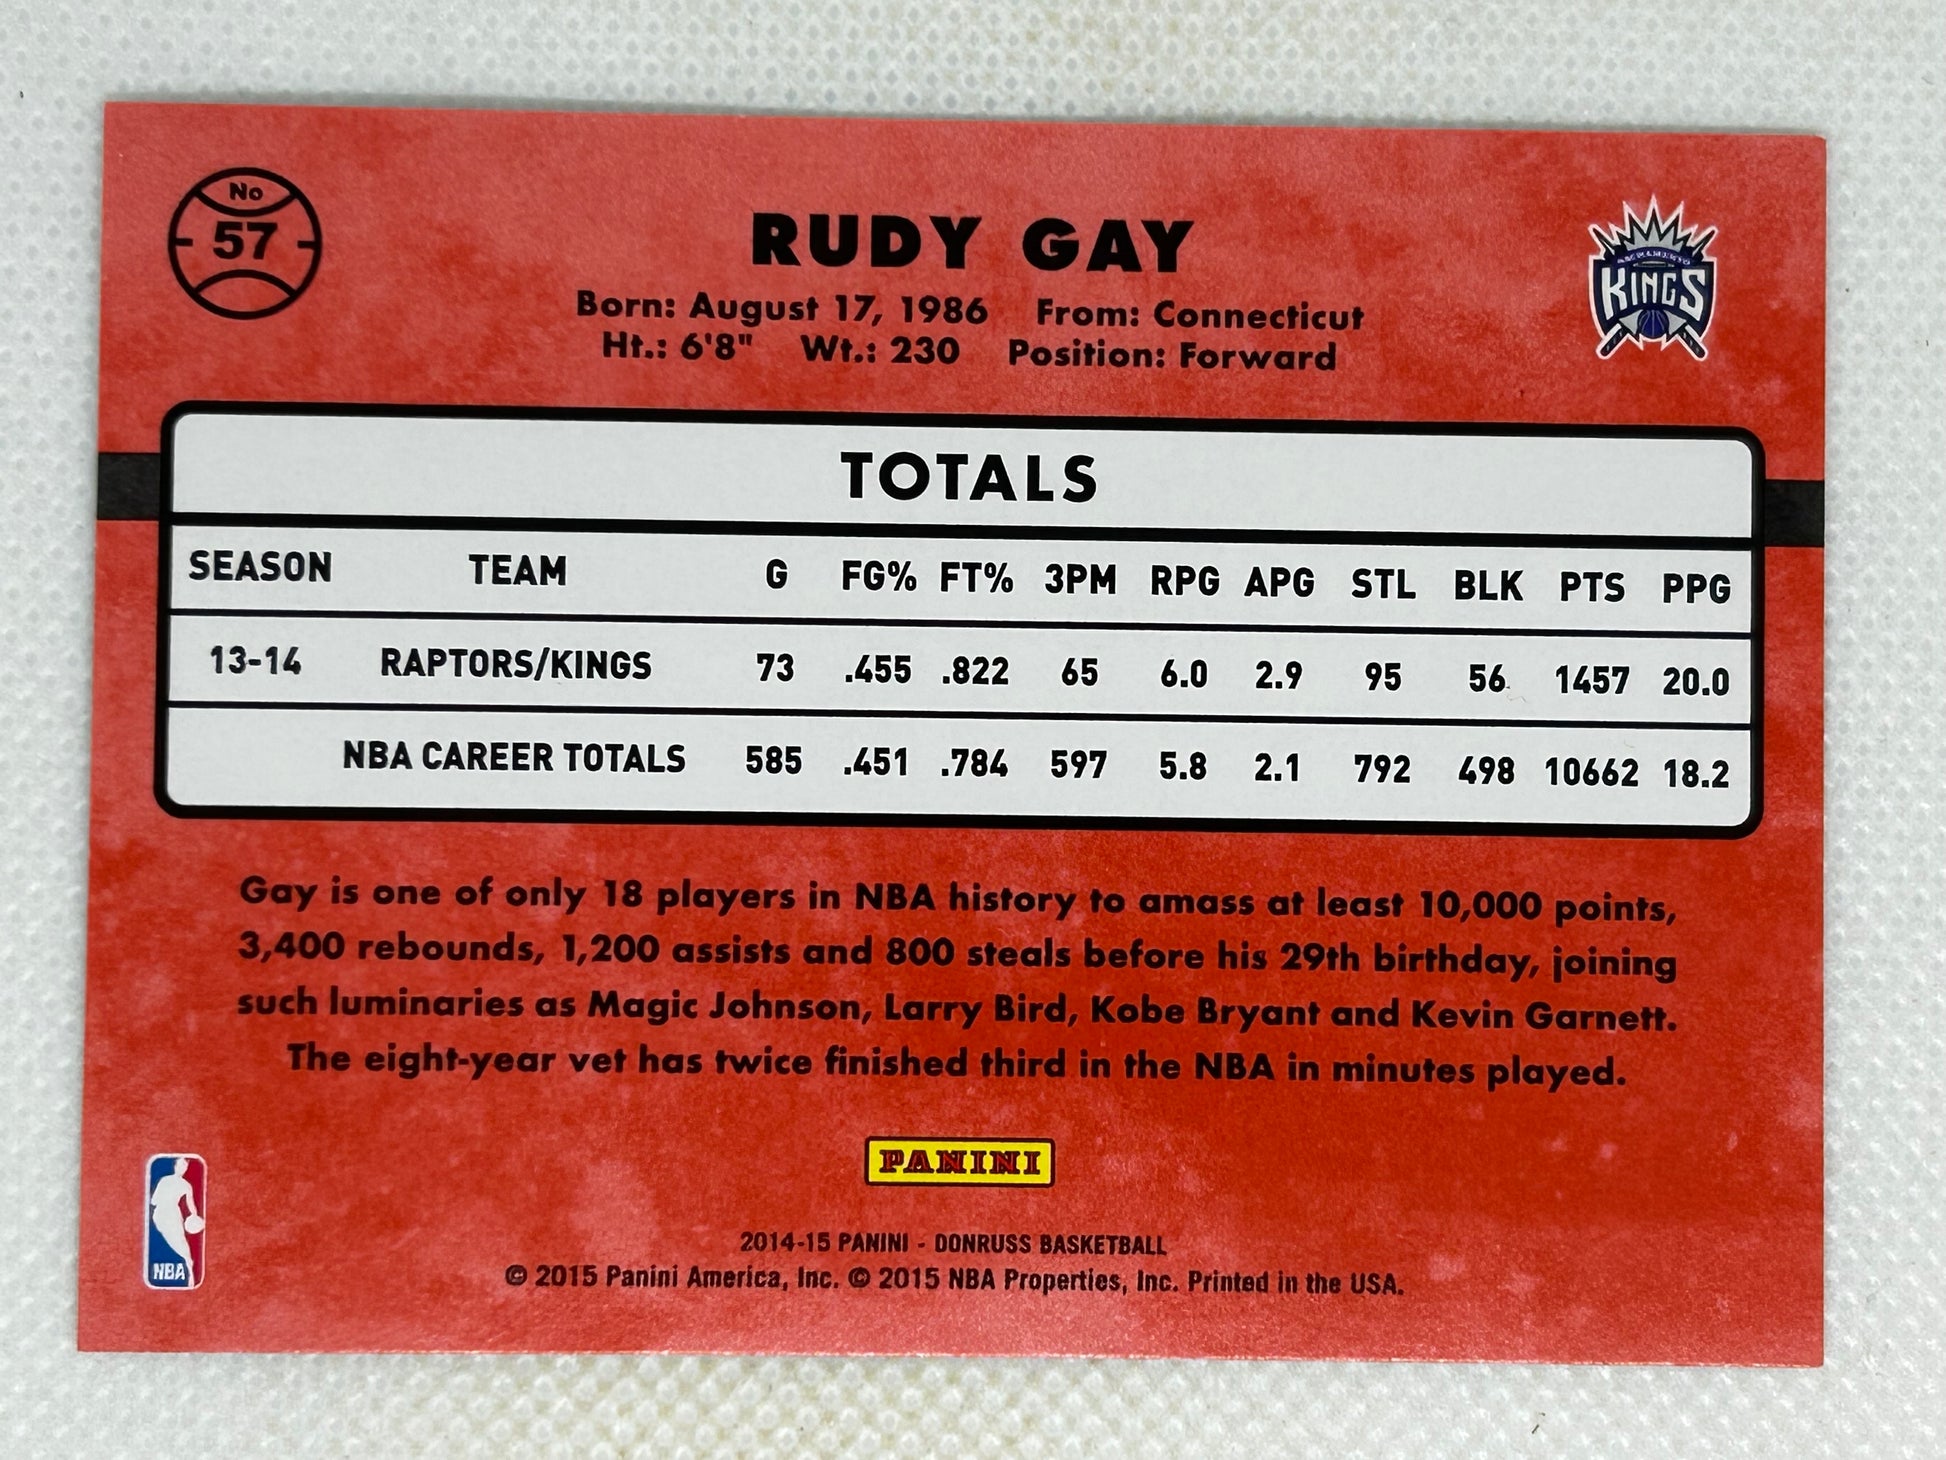 No
57
RUDY GAY
Born: August 17, 1986 From: Connecticut
Ht.: 6'8" Wt.: 230 Position: Forward
SACRAMENTO
KINGS
TOTALS
SEASON TEAM G FG% FT% 3PM RPG APG STL BLK PTS PPG
13-14 RAPTORS/KINGS 73 .455 .822 65 6.0 2.9 95 56 1457 20.0
NBA CAREER TOTALS 585 .451 .784 597 5.8 2.1 792 498 10662 18.2
Gay is one of only 18 players in NBA history to amass at least 10,000 points,
3,400 rebounds, 1,200 assists and 800 steals before his 29th birthday, joining
such luminaries as Magic Johnson, Larry Bird, Kobe Bryant and Kevin Garnett.
The eight-year vet has twice finished third in the NBA in minutes played.
PANINI
NBA
2014-15 PANINI - DONRUSS BASKETBALL
© 2015 Panini America, Inc. © 2015 NBA Properties, Inc. Printed in the USA.